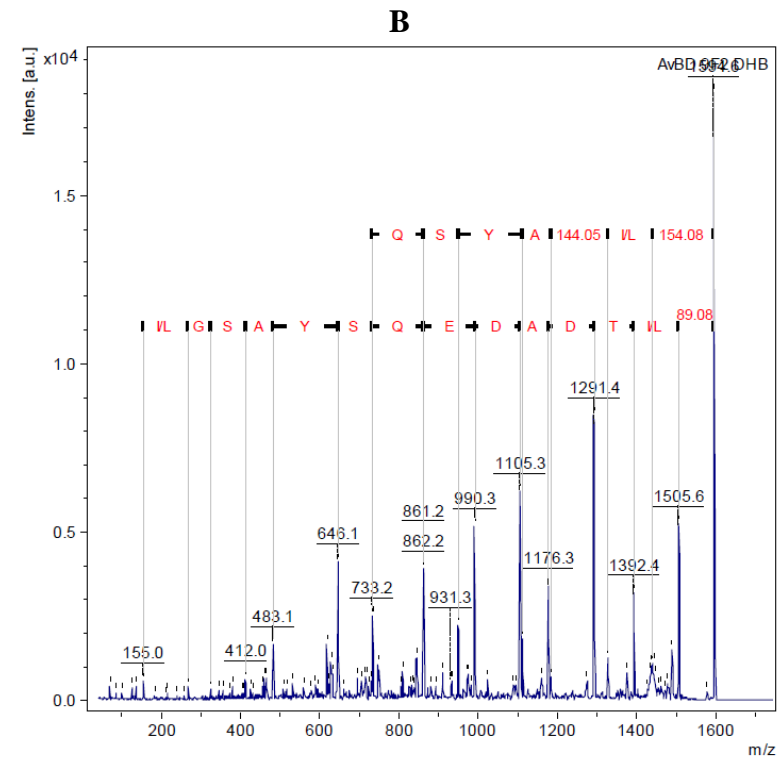 B
x10⁴
Intens. [a.u.]
AvBD 9F2 DHB
1594.6
1.5
Q S Y A 144.05 I/L 154.08
89.08
I/L G S A Y S Q E D A D T I/L
1.0
1291.4
1105.3
990.3
861.2
1505.6
646.1
862.2
0.5
1176.3
1392.4
733.2
931.3
483.1
412.0
155.0
0.0
200 400 600 800 1000 1200 1400 1600
m/z